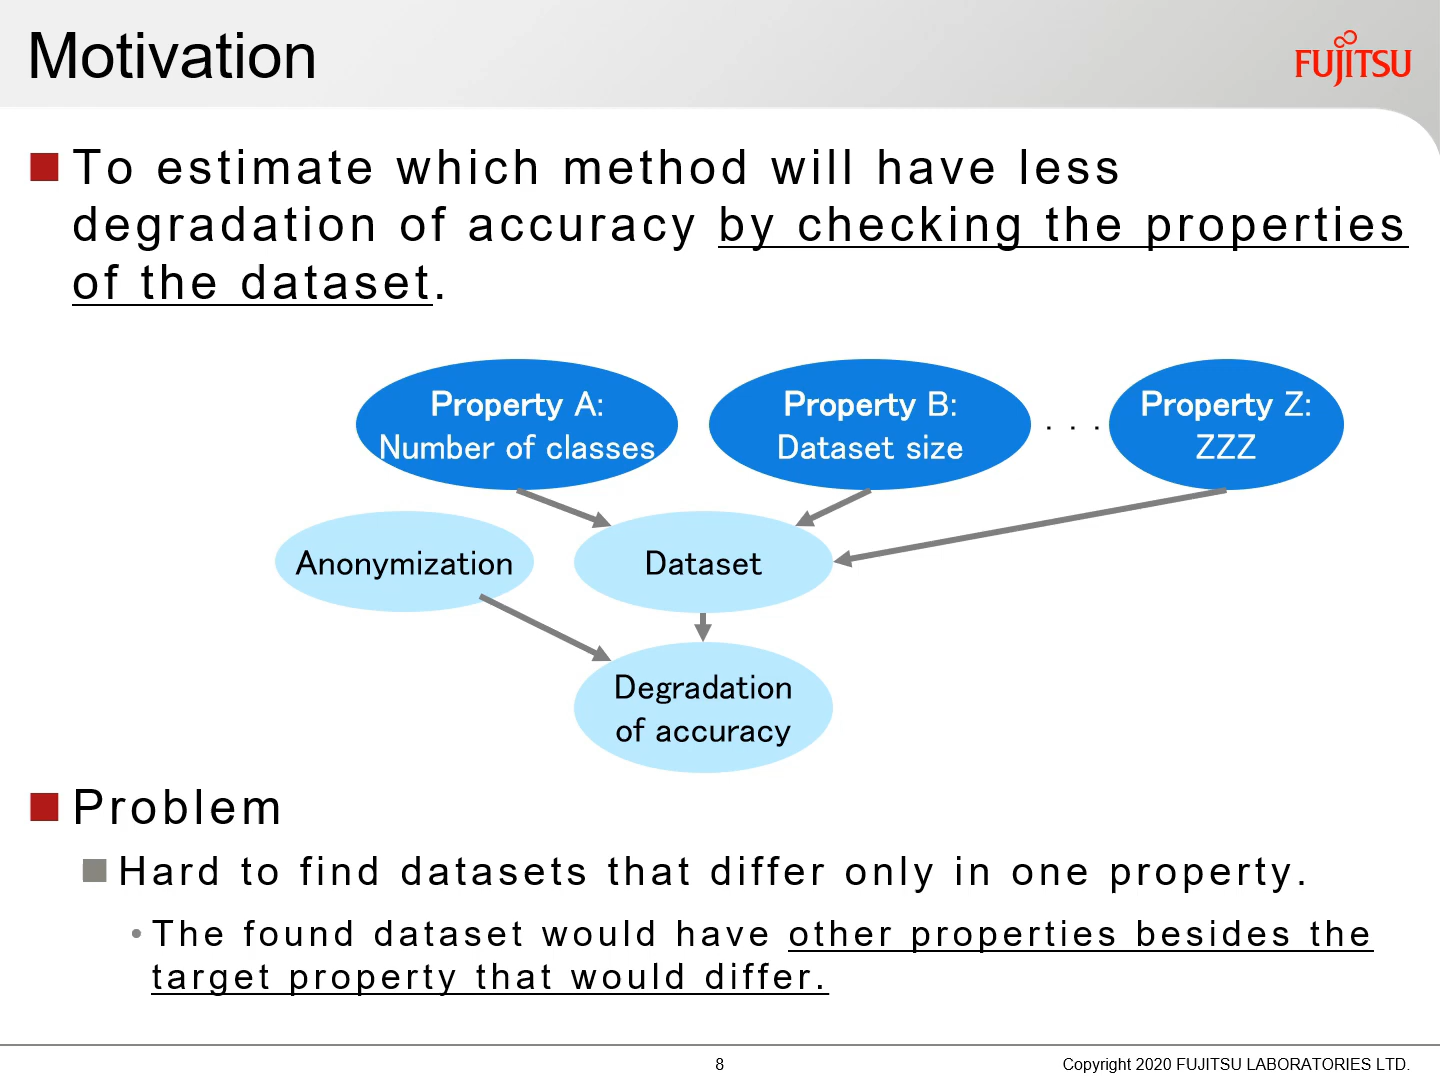 Motivation
FUJITSU
To estimate which method will have less
degradation of accuracy by checking the properties
of the dataset.
Property A:
Number of classes
Property B:
Dataset size
. . .
Property Z:
ZZZ
Anonymization
Dataset
Degradation
of accuracy
Problem
Hard to find datasets that differ only in one property.
• The found dataset would have other properties besides the
target property that would differ.
8
Copyright 2020 FUJITSU LABORATORIES LTD.